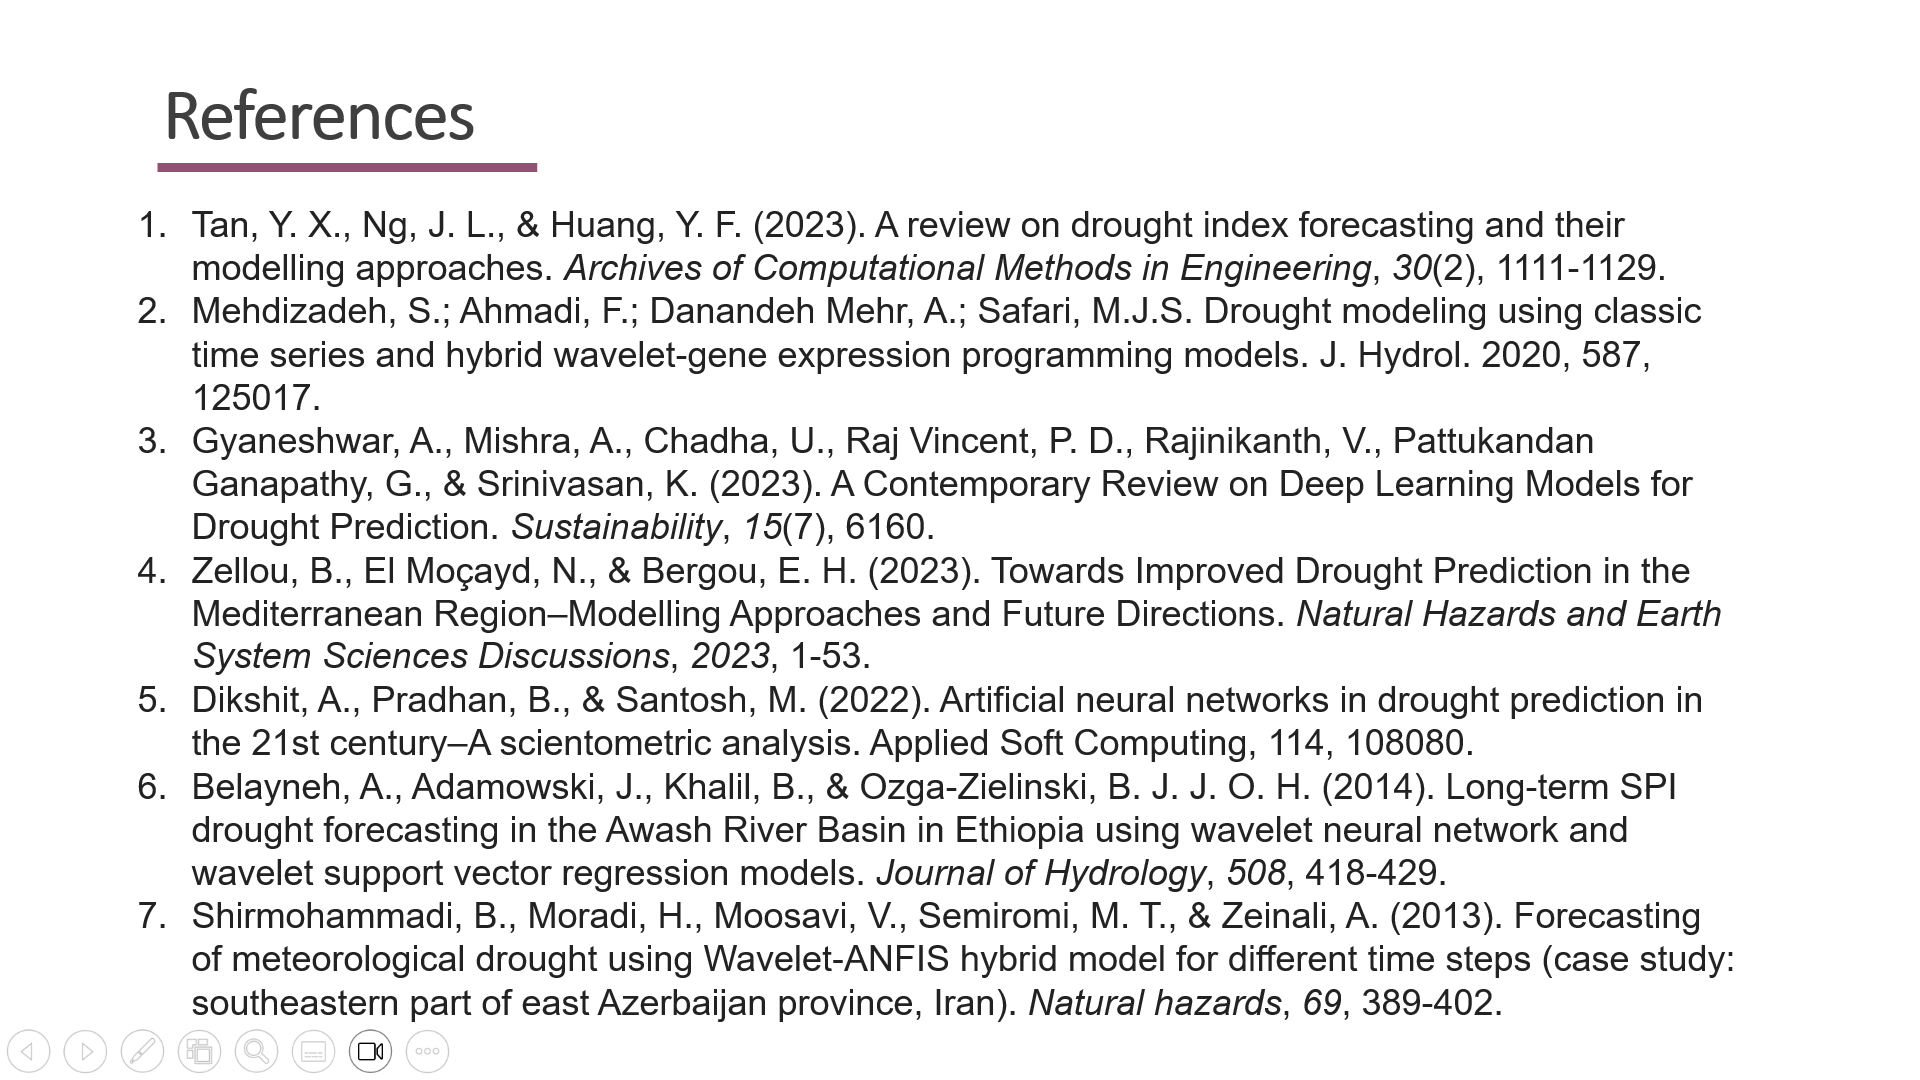 References
1. Tan, Y. X., Ng, J. L., & Huang, Y. F. (2023). A review on drought index forecasting and their
modelling approaches. Archives of Computational Methods in Engineering, 30(2), 1111-1129.
2. Mehdizadeh, S.; Ahmadi, F.; Danandeh Mehr, A.; Safari, M.J.S. Drought modeling using classic
time series and hybrid wavelet-gene expression programming models. J. Hydrol. 2020, 587,
125017.
3. Gyaneshwar, A., Mishra, A., Chadha, U., Raj Vincent, P. D., Rajinikanth, V., Pattukandan
Ganapathy, G., & Srinivasan, K. (2023). A Contemporary Review on Deep Learning Models for
Drought Prediction. Sustainability, 15(7), 6160.
4. Zellou, B., El Moçayd, N., & Bergou, E. H. (2023). Towards Improved Drought Prediction in the
Mediterranean Region–Modelling Approaches and Future Directions. Natural Hazards and Earth
System Sciences Discussions, 2023, 1-53.
5. Dikshit, A., Pradhan, B., & Santosh, M. (2022). Artificial neural networks in drought prediction in
the 21st century–A scientometric analysis. Applied Soft Computing, 114, 108080.
6. Belayneh, A., Adamowski, J., Khalil, B., & Ozga-Zielinski, B. J. J. O. H. (2014). Long-term SPI
drought forecasting in the Awash River Basin in Ethiopia using wavelet neural network and
wavelet support vector regression models. Journal of Hydrology, 508, 418-429.
7. Shirmohammadi, B., Moradi, H., Moosavi, V., Semiromi, M. T., & Zeinali, A. (2013). Forecasting
of meteorological drought using Wavelet-ANFIS hybrid model for different time steps (case study:
southeastern part of east Azerbaijan province, Iran). Natural hazards, 69, 389-402.